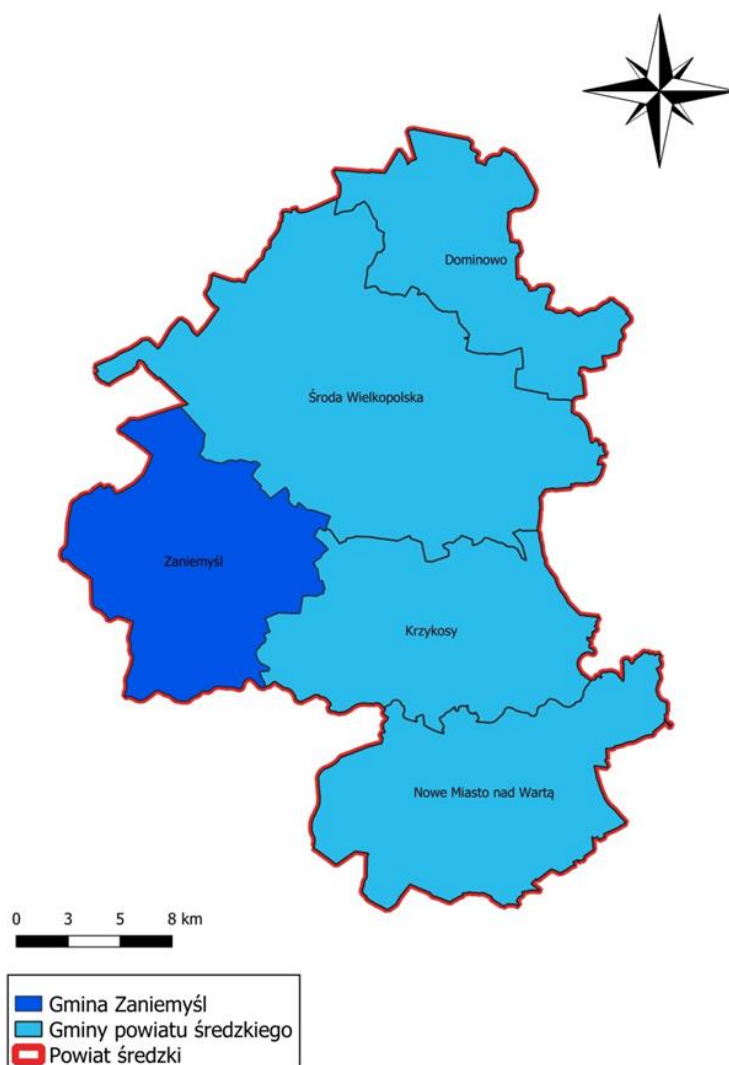 Dominowo
Środa Wielkopolska
Zaniemyśl
Krzykosy
Nowe Miasto nad Wartą
0 3 5 8 km
Gmina Zaniemyśl
Gminy powiatu średzkiego
Powiat średzki